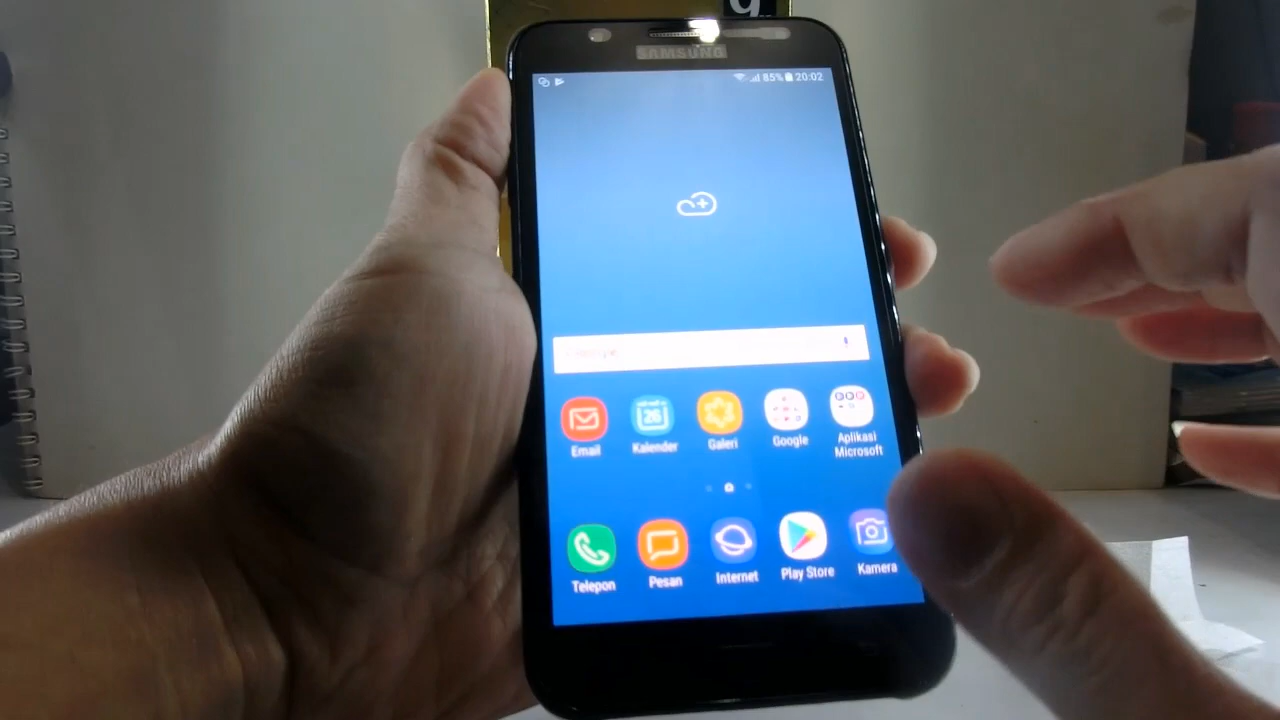 g
SAMSUNG
85% 20:02
26
Email
Kalender
Galeri
Google
Aplikasi
Microsoft
Telepon
Pesan
Internet
Play Store
Kamera